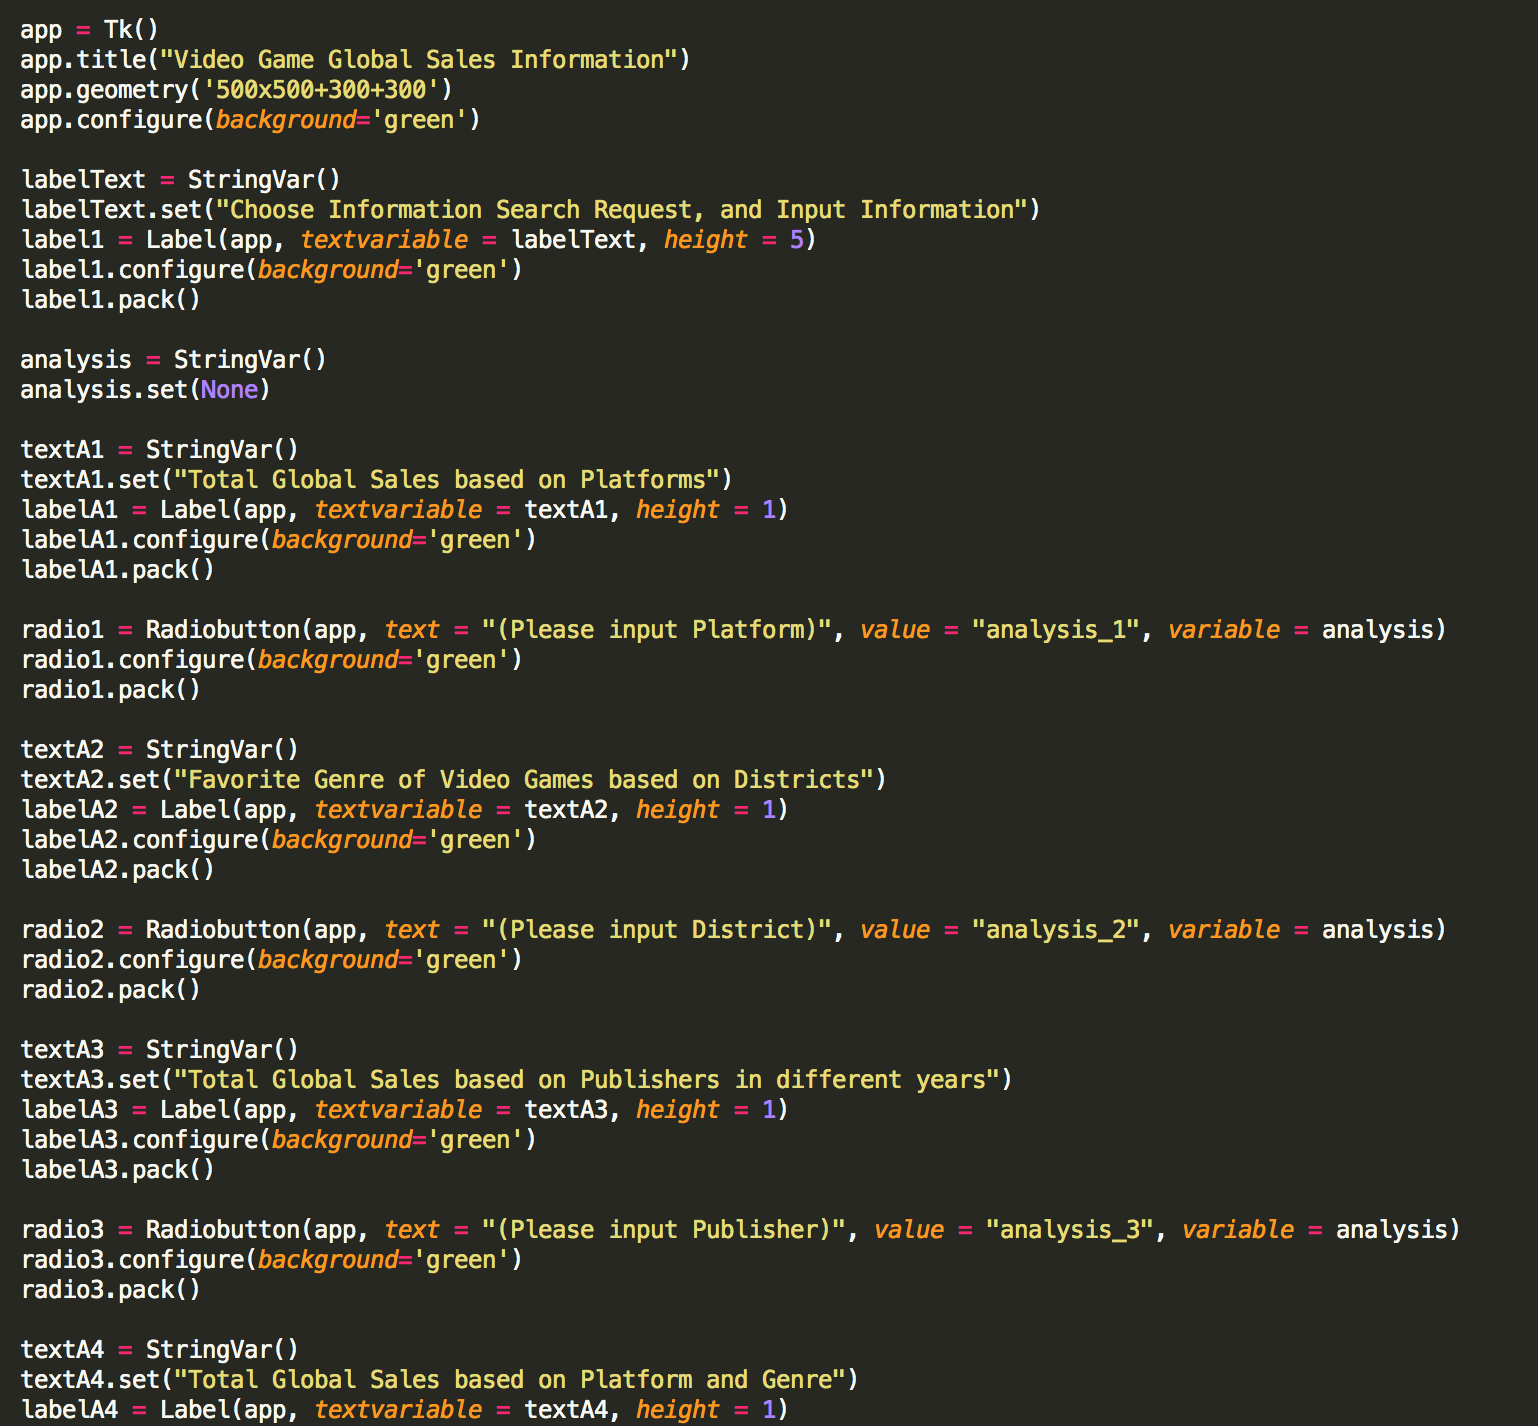 app = Tk()
app.title("Video Game Global Sales Information")
app.geometry('500x500+300+300')
app.configure(background='green')

labelText = StringVar()
labelText.set("Choose Information Search Request, and Input Information")
label1 = Label(app, textvariable = labelText, height = 5)
label1.configure(background='green')
label1.pack()

analysis = StringVar()
analysis.set(None)

textA1 = StringVar()
textA1.set("Total Global Sales based on Platforms")
labelA1 = Label(app, textvariable = textA1, height = 1)
labelA1.configure(background='green')
labelA1.pack()

radio1 = Radiobutton(app, text = "(Please input Platform)", value = "analysis_1", variable = analysis)
radio1.configure(background='green')
radio1.pack()

textA2 = StringVar()
textA2.set("Favorite Genre of Video Games based on Districts")
labelA2 = Label(app, textvariable = textA2, height = 1)
labelA2.configure(background='green')
labelA2.pack()

radio2 = Radiobutton(app, text = "(Please input District)", value = "analysis_2", variable = analysis)
radio2.configure(background='green')
radio2.pack()

textA3 = StringVar()
textA3.set("Total Global Sales based on Publishers in different years")
labelA3 = Label(app, textvariable = textA3, height = 1)
labelA3.configure(background='green')
labelA3.pack()

radio3 = Radiobutton(app, text = "(Please input Publisher)", value = "analysis_3", variable = analysis)
radio3.configure(background='green')
radio3.pack()

textA4 = StringVar()
textA4.set("Total Global Sales based on Platform and Genre")
labelA4 = Label(app, textvariable = textA4, height = 1)